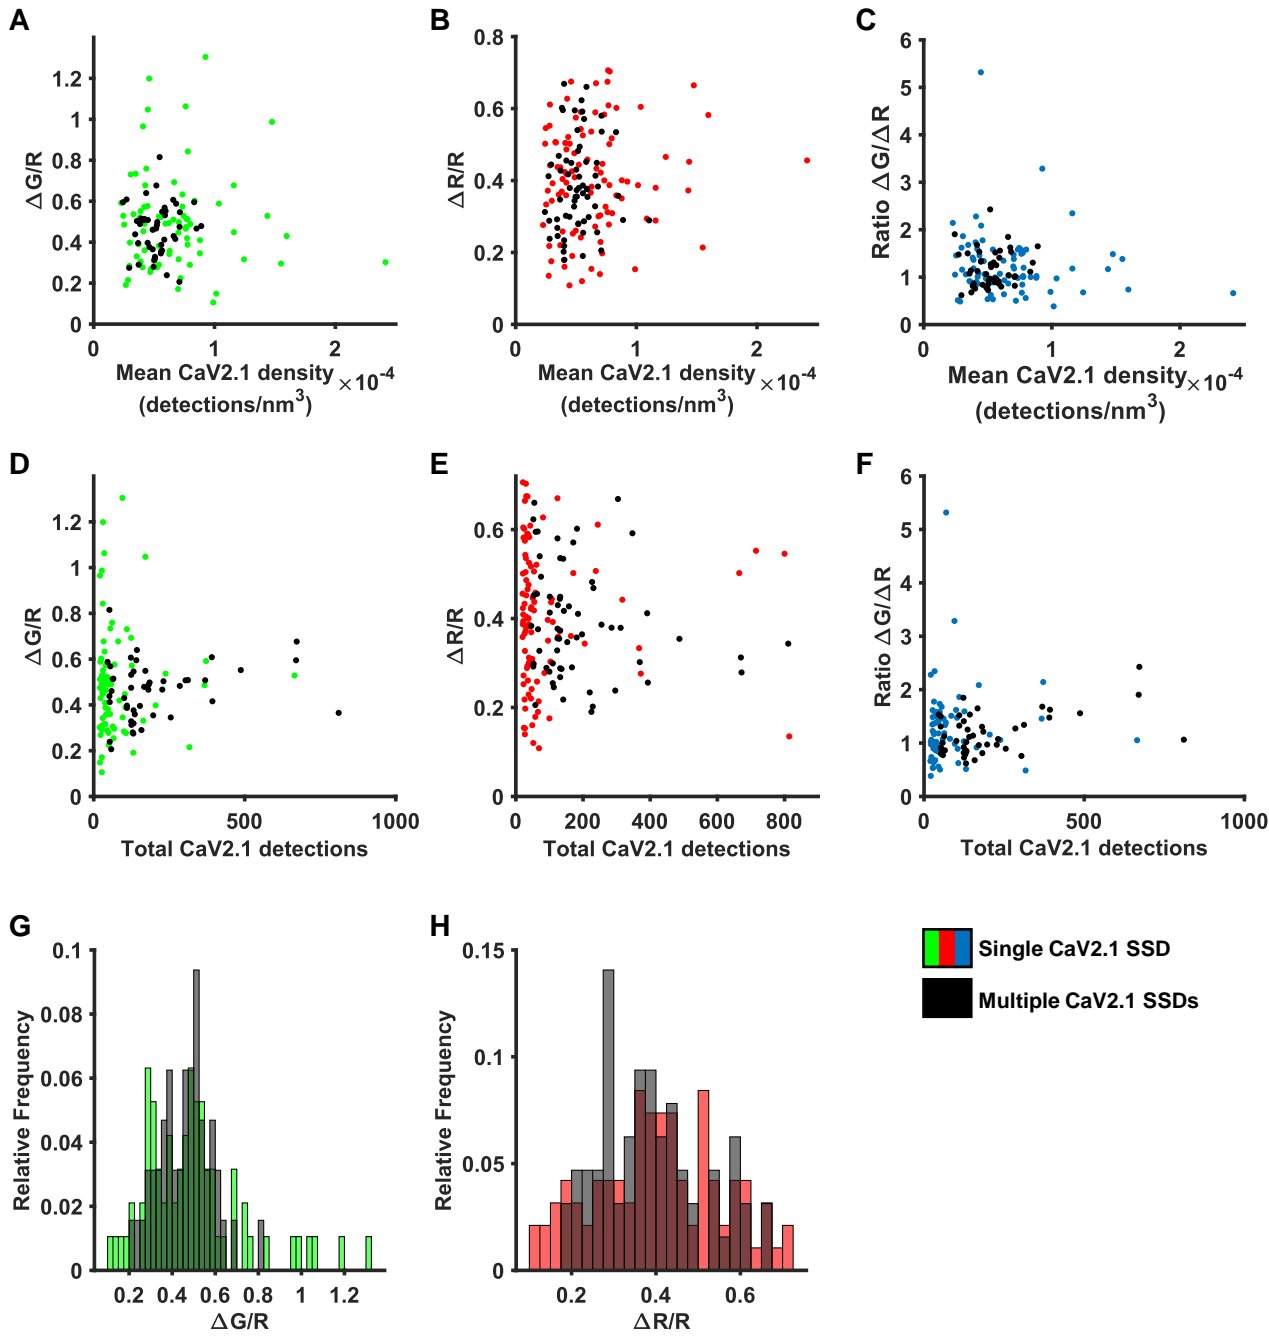 A
1.2
1
0.8
0.6
0.4
0.2
0
ΔG/R
0 1 2
Mean CaV2.1 density ×10-4
(detections/nm3)
B
0.8
0.6
0.4
0.2
0
ΔR/R
0 1 2
Mean CaV2.1 density ×10-4
(detections/nm3)
C
6
5
4
3
2
1
0
Ratio ΔG/ΔR
0 1 2
Mean CaV2.1 density ×10-4
(detections/nm3)
D
1.2
1
0.8
0.6
0.4
0.2
0
ΔG/R
0 500 1000
Total CaV2.1 detections
E
0.6
0.4
0.2
0
ΔR/R
0 200 400 600 800
Total CaV2.1 detections
F
6
5
4
3
2
1
0
Ratio ΔG/ΔR
0 500 1000
Total CaV2.1 detections
G
0.1
0.08
0.06
0.04
0.02
0
Relative Frequency
0.2 0.4 0.6 0.8 1 1.2
ΔG/R
H
0.15
0.1
0.05
0
Relative Frequency
0.2 0.4 0.6
ΔR/R
Single CaV2.1 SSD
Multiple CaV2.1 SSDs